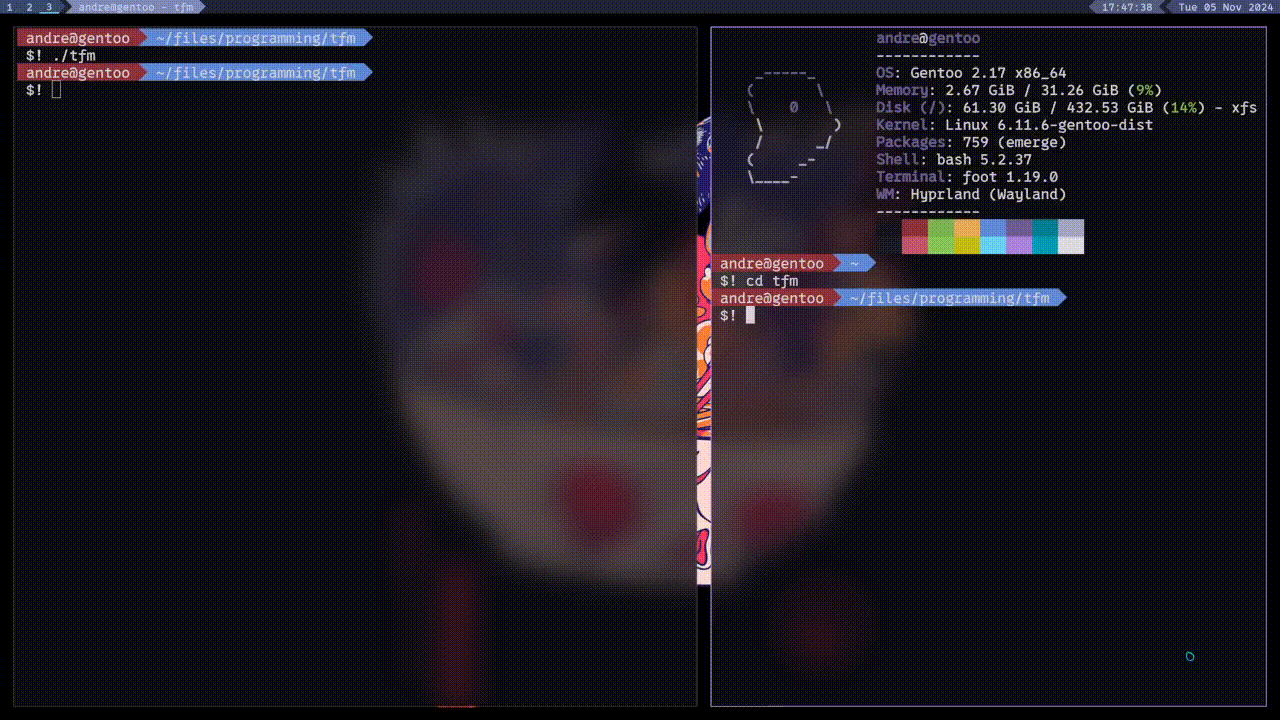 1 2 3 andre@gentoo - tfm 17:47:38 Tue 05 Nov 2024
andre@gentoo ~/files/programming/tfm
$! ./tfm
andre@gentoo ~/files/programming/tfm
$!
andre@gentoo
------------
OS: Gentoo 2.17 x86_64
Memory: 2.67 GiB / 31.26 GiB (9%)
Disk (/): 61.30 GiB / 432.53 GiB (14%) - xfs
Kernel: Linux 6.11.6-gentoo-dist
Packages: 759 (emerge)
Shell: bash 5.2.37
Terminal: foot 1.19.0
WM: Hyprland (Wayland)
------------
andre@gentoo ~
$! cd tfm
andre@gentoo ~/files/programming/tfm
$!